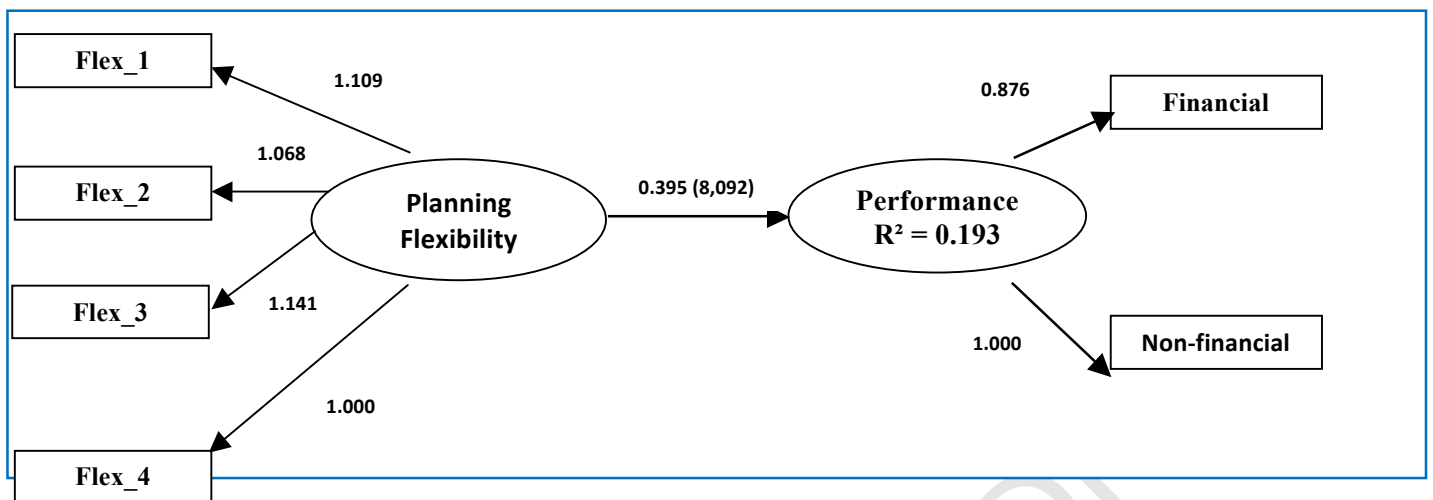 Flex_1
1.109
0.876
Financial
1.068
Flex_2
Planning
Flexibility
0.395 (8,092)
Performance
R² = 0.193
Flex_3
1.141
1.000
Non-financial
1.000
Flex_4